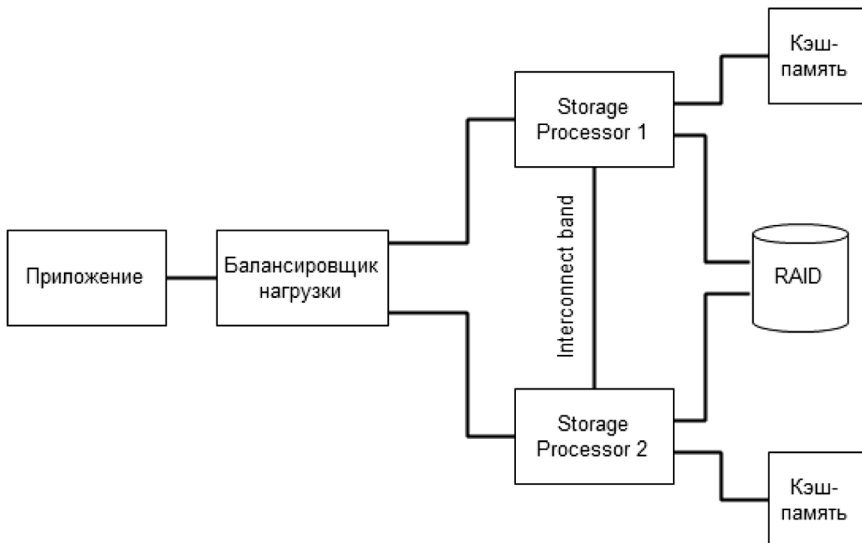 Кэш-
память
Storage
Processor 1
Interconnect band
Приложение
Балансировщик
нагрузки
RAID
Storage
Processor 2
Кэш-
память